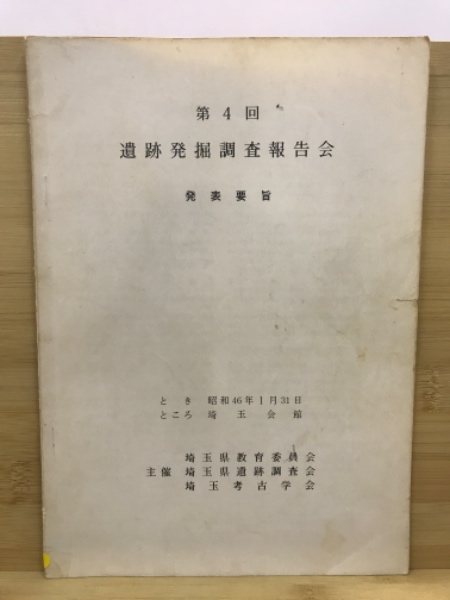 第4回
遺跡発掘調査報告会
発表要旨
とき 昭和46年1月31日
ところ 埼玉会館
埼玉県教育委員会
主催 埼玉県遺跡調査会
埼玉考古学会